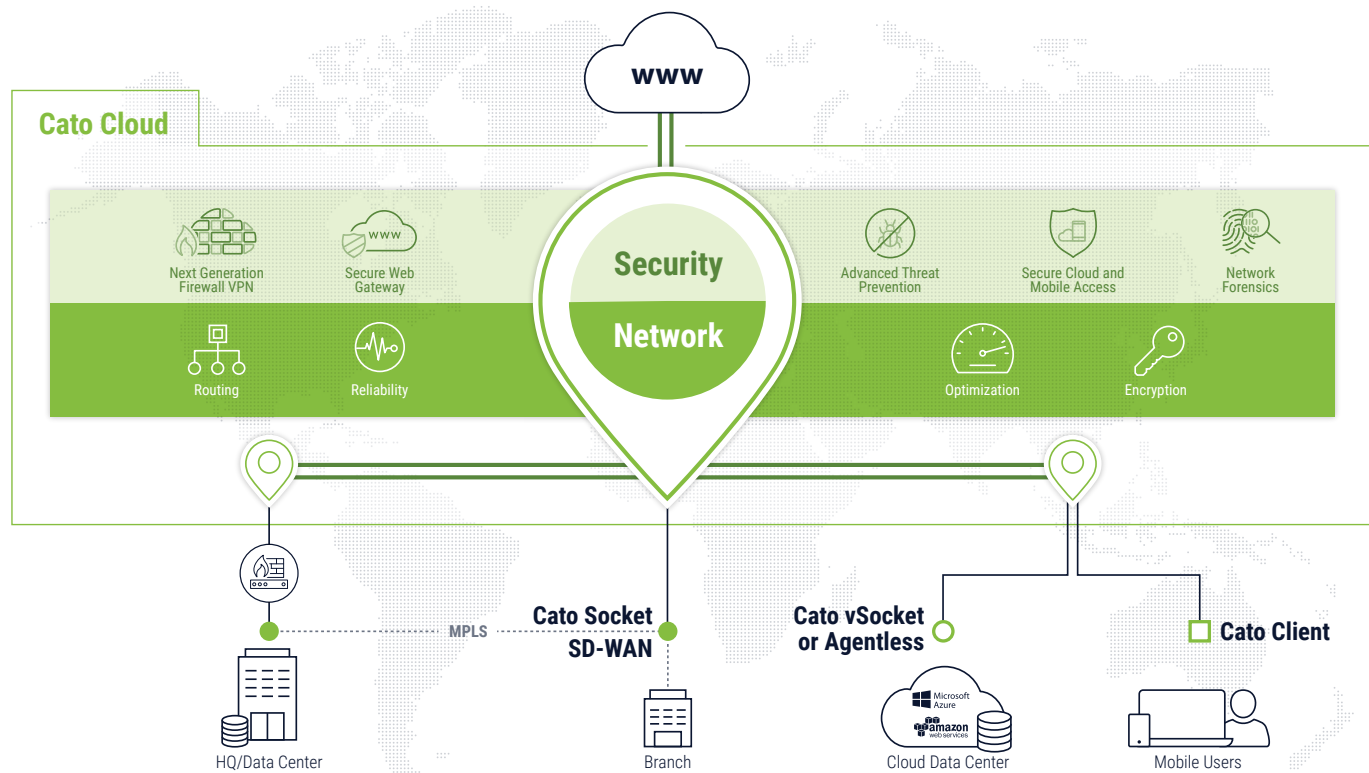 www
Cato Cloud
Next Generation
Firewall VPN
Secure Web
Gateway
www
Security
Network
Advanced Threat
Prevention
Secure Cloud and
Mobile Access
Network
Forensics
Routing
Reliability
Optimization
Encryption
MPLS
Cato Socket
SD-WAN
Cato vSocket
or Agentless
Cato Client
Microsoft
Azure
amazon
webservices
HQ/Data Center
Branch
Cloud Data Center
Mobile Users